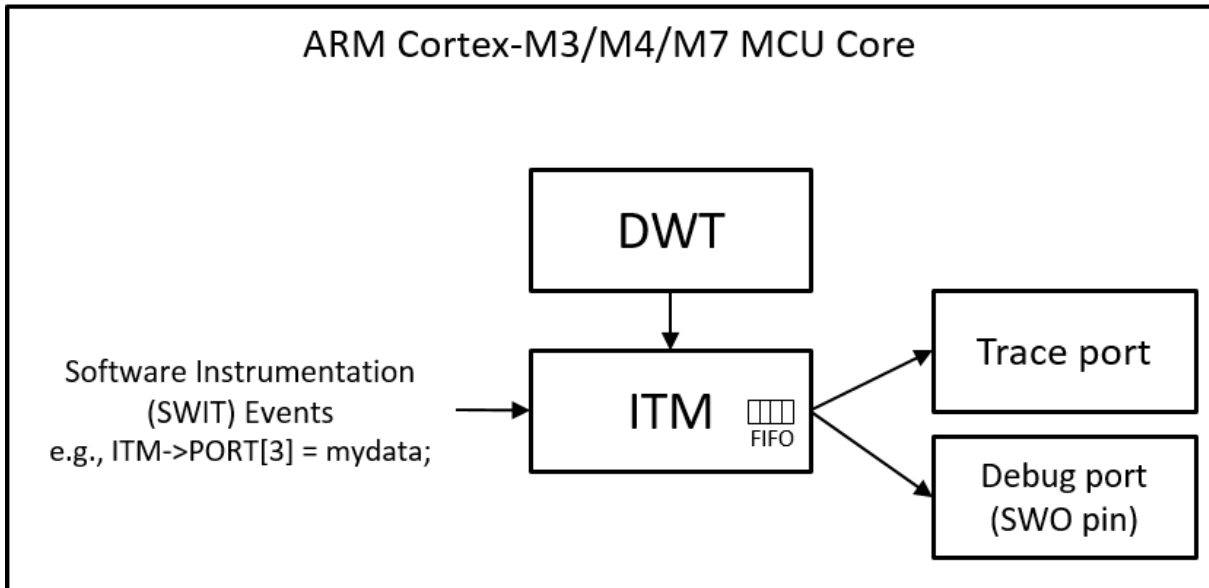 ARM Cortex-M3/M4/M7 MCU Core
DWT
Software Instrumentation
(SWIT) Events
e.g., ITM->PORT[3] = mydata;
ITM
FIFO
Trace port
Debug port
(SWO pin)